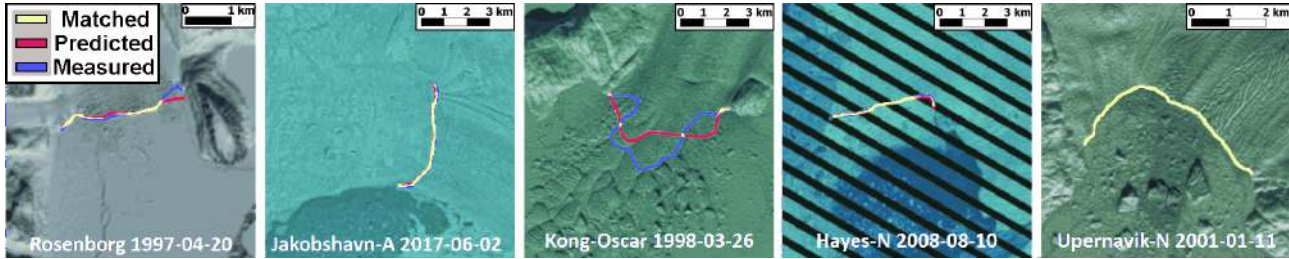 Matched
Predicted
Measured
0 1 km
Rosenborg 1997-04-20
0 1 2 3 km
Jakobshavn-A 2017-06-02
0 1 2 3 km
Kong-Oscar 1998-03-26
0 1 2 3 km
Hayes-N 2008-08-10
0 1 2 km
Upernavik-N 2001-01-11